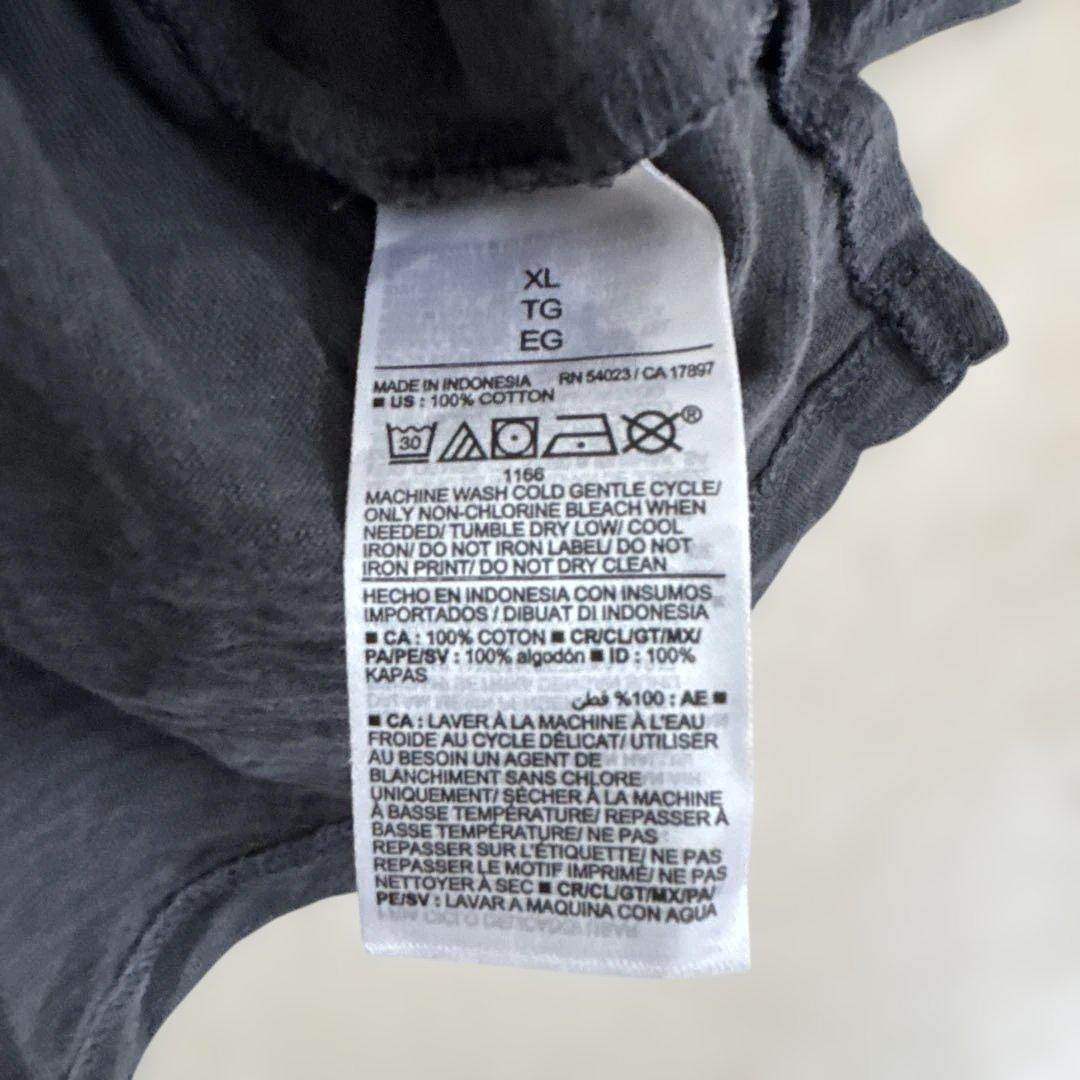 XL
TG
EG
MADE IN INDONESIA RN 54023 / CA 17897
■ US : 100% COTTON
30 ®
1166
MACHINE WASH COLD GENTLE CYCLE/
ONLY NON-CHLORINE BLEACH WHEN
NEEDED/ TUMBLE DRY LOW/ COOL
IRON/ DO NOT IRON LABEL/ DO NOT
IRON PRINT/ DO NOT DRY CLEAN
HECHO EN INDONESIA CON INSUMOS
IMPORTADOS / DIBUAT DI INDONESIA
■ CA : 100% COTON ■ CR/CL/GT/MX/
PA/PE/SV : 100% algodón ■ ID : 100%
KAPAS
■ AE : 100% قطن
■ CA : LAVER À LA MACHINE À L'EAU
FROIDE AU CYCLE DÉLICAT/ UTILISER
AU BESOIN UN AGENT DE
BLANCHIMENT SANS CHLORE
UNIQUEMENT/ SÉCHER À LA MACHINE
À BASSE TEMPÉRATURE/ REPASSER À
BASSE TEMPÉRATURE/ NE PAS
REPASSER SUR L'ÉTIQUETTE/ NE PAS
REPASSER LE MOTIF IMPRIMÉ/ NE PAS
NETTOYER À SEC ■ CR/CL/GT/MX/PA/
PE/SV : LAVAR A MAQUINA CON AGUA